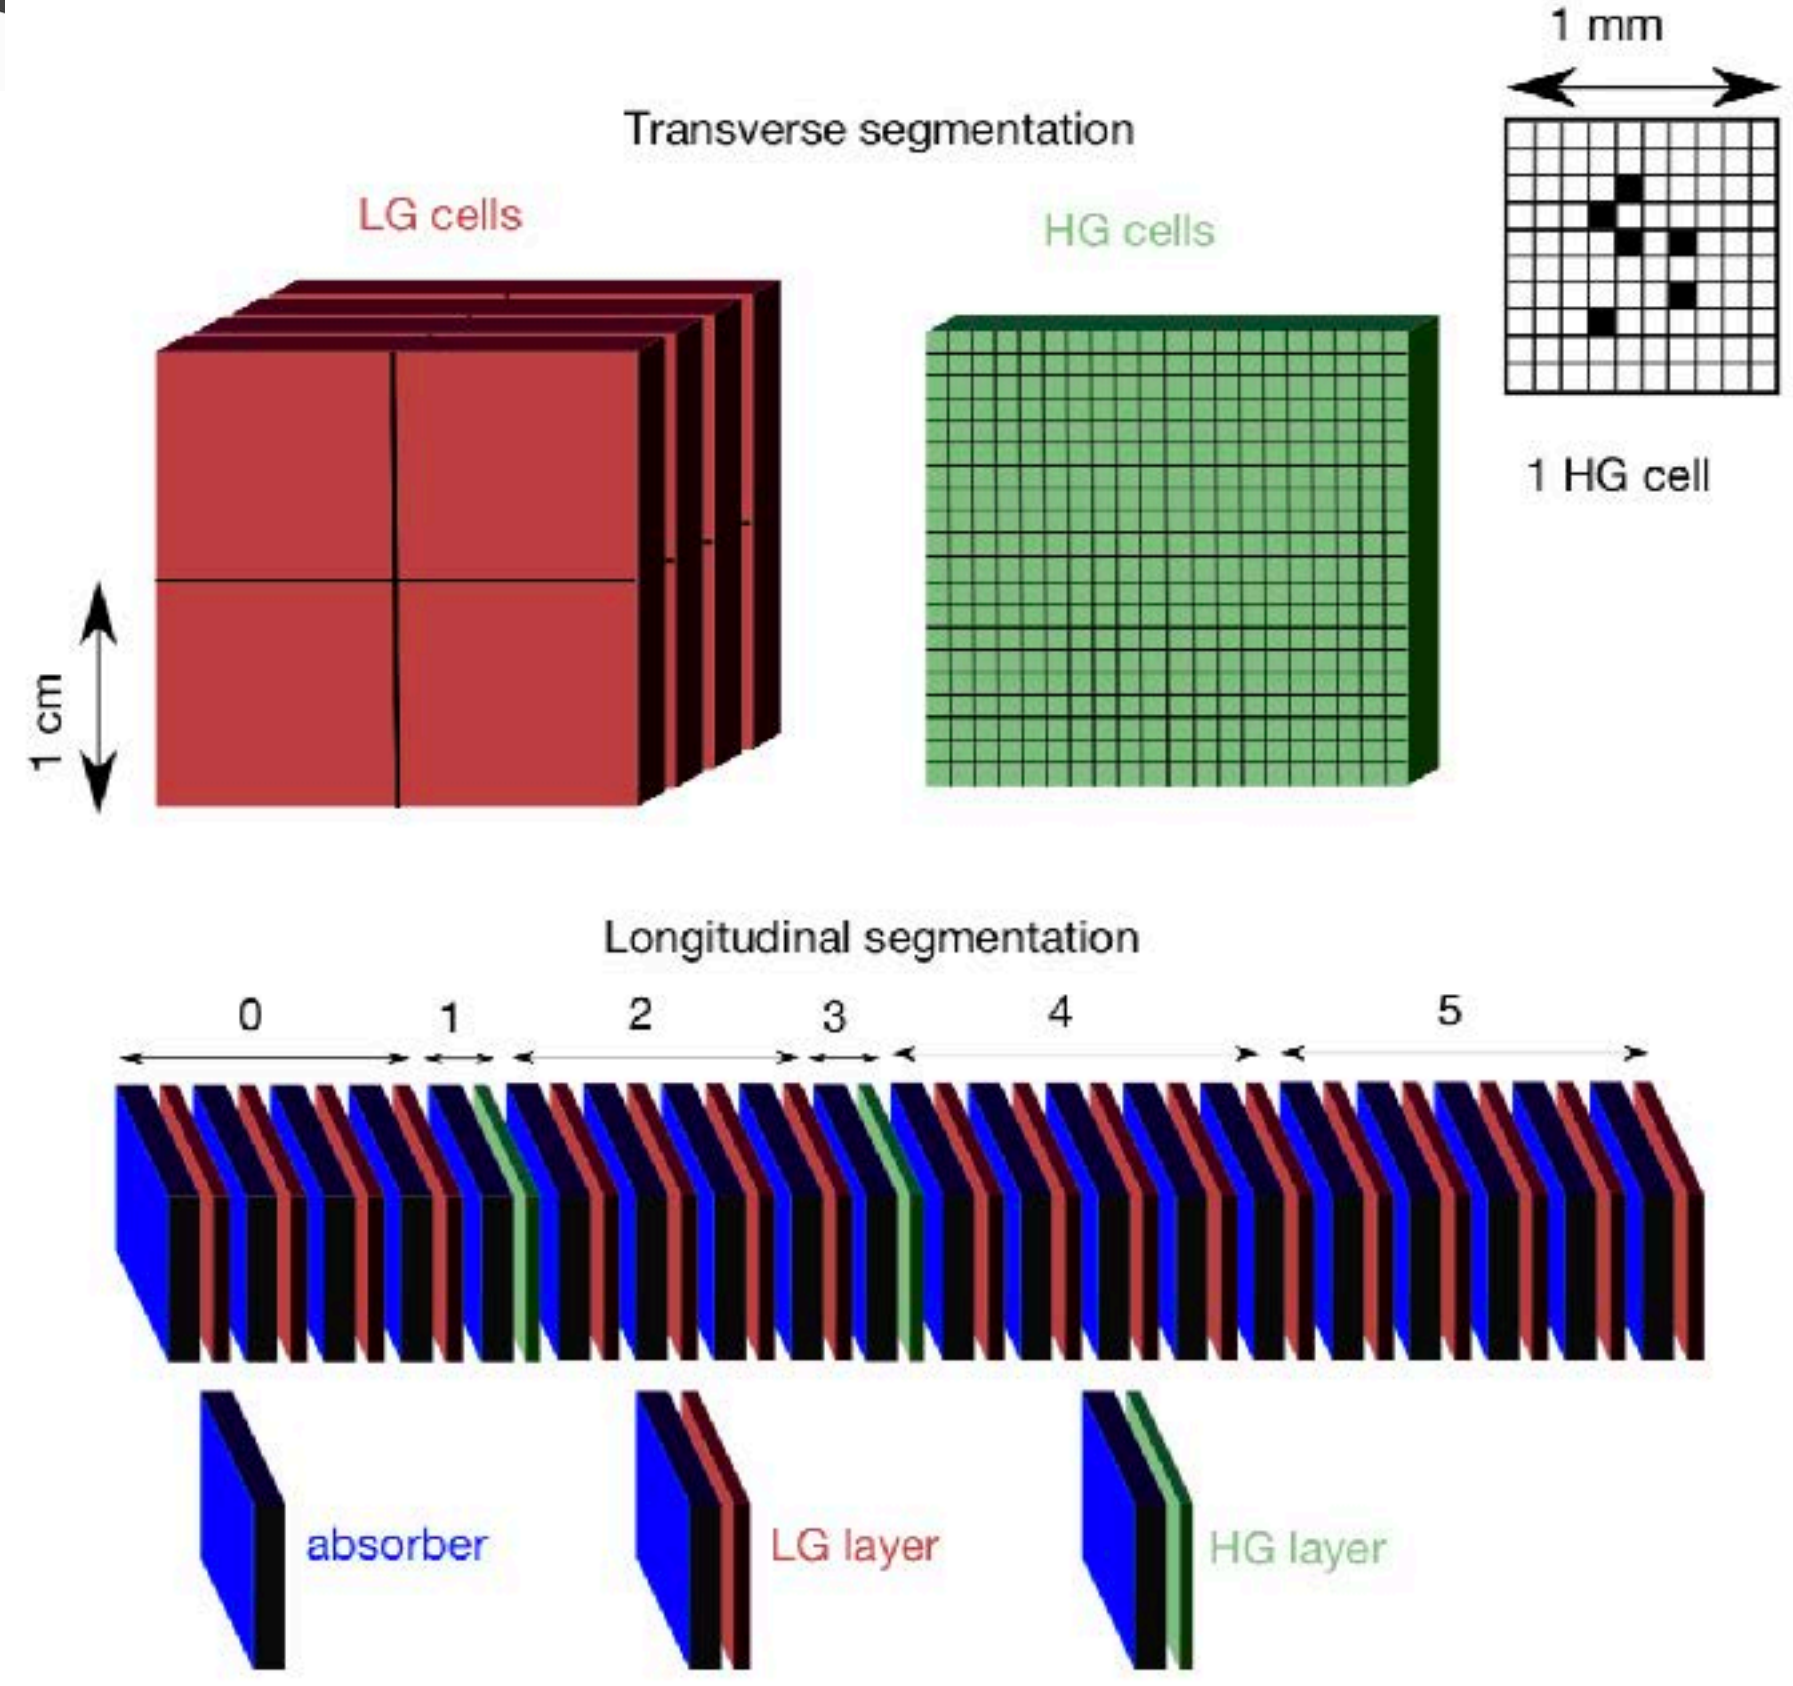 1 mm
Transverse segmentation
LG cells
HG cells
1 HG cell
1 cm
Longitudinal segmentation
0 1 2 3 4 5
absorber
LG layer
HG layer